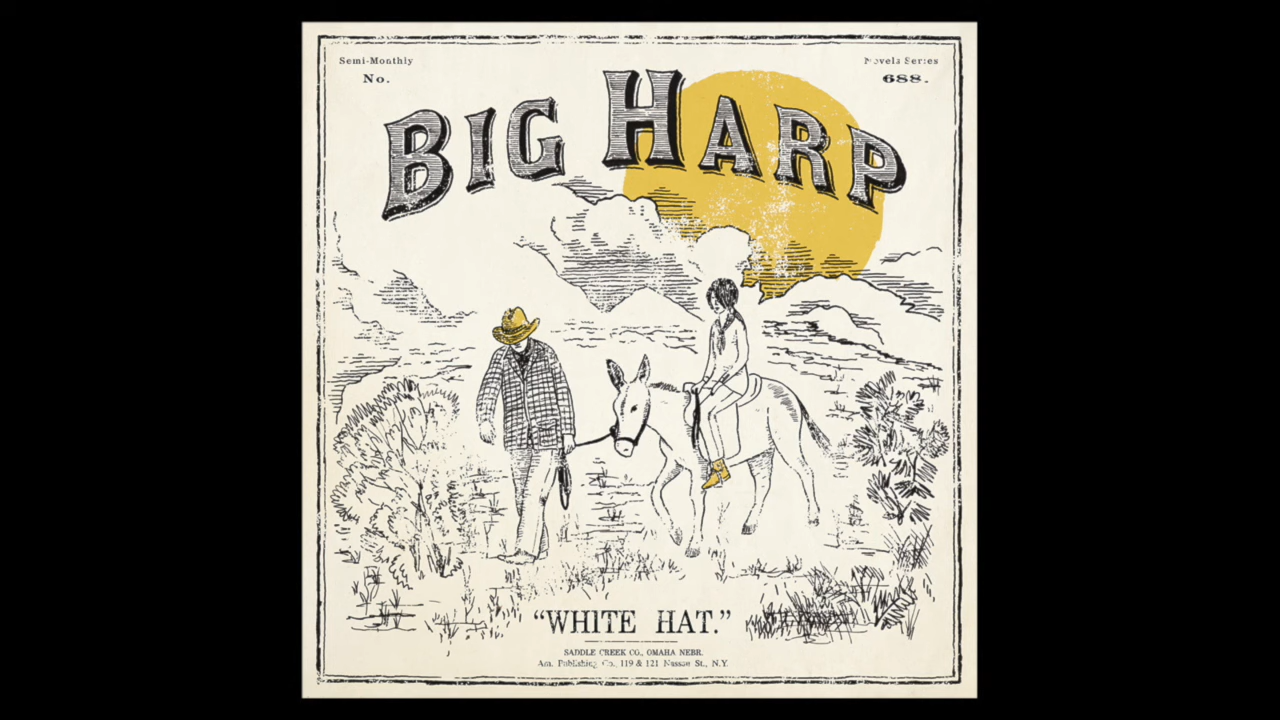 Semi-Monthly
Novels Series
No.
688.
BIG HARP
"WHITE HAT."
SADDLE CREEK CO., OMAHA NEBR.
Am. Publishing Co., 119 & 121 Nassau St., N.Y.